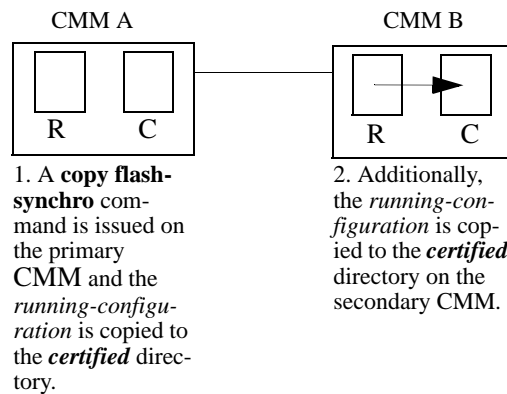 CMM A
CMM B
R
C
R
C
1. A copy flash-
synchro com-
mand is issued on
the primary
CMM and the
running-configu-
ration is copied to
the certified direc-
tory.
2. Additionally,
the running-con-
figuration is cop-
ied to the certified
directory on the
secondary CMM.